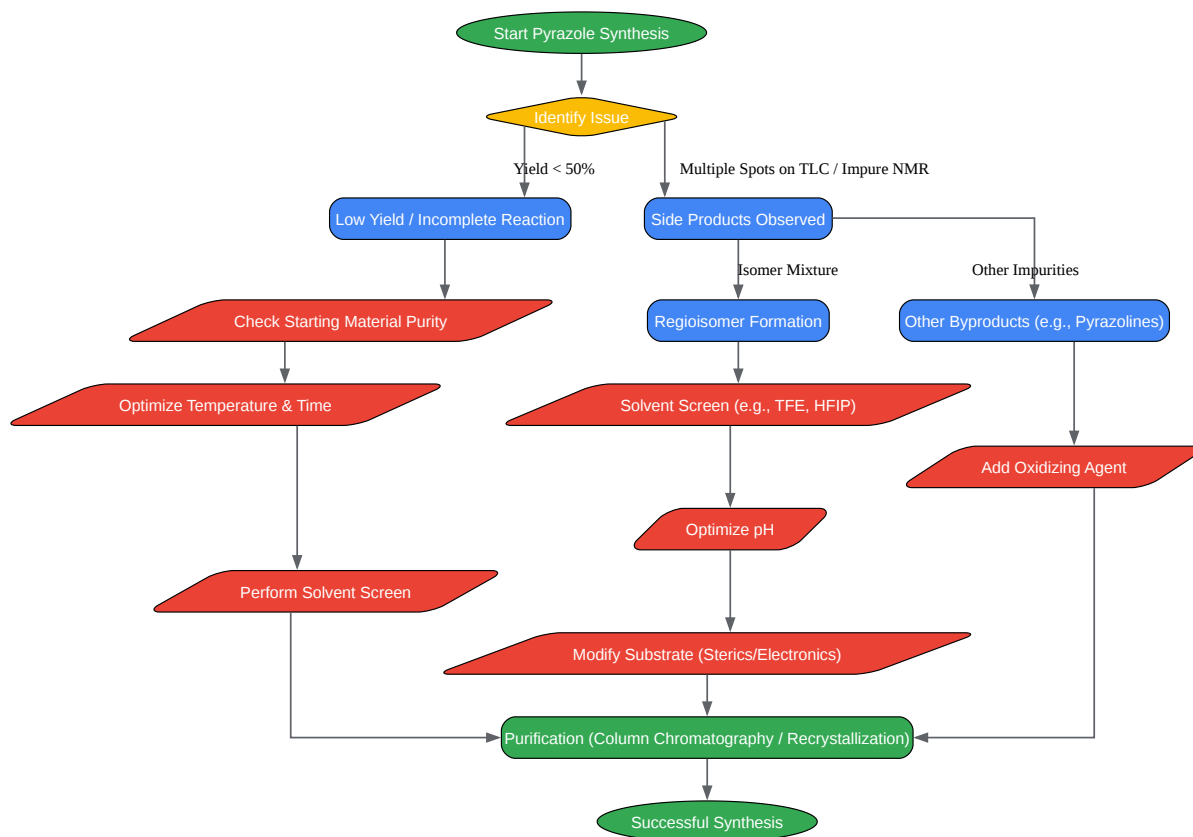 Start Pyrazole Synthesis
Identify Issue
Yield < 50%
Multiple Spots on TLC / Impure NMR
Low Yield / Incomplete Reaction
Side Products Observed
Isomer Mixture
Other Impurities
Check Starting Material Purity
Regioisomer Formation
Other Byproducts (e.g., Pyrazolines)
Optimize Temperature & Time
Solvent Screen (e.g., TFE, HFIP)
Add Oxidizing Agent
Optimize pH
Perform Solvent Screen
Modify Substrate (Sterics/Electronics)
Purification (Column Chromatography / Recrystallization)
Successful Synthesis